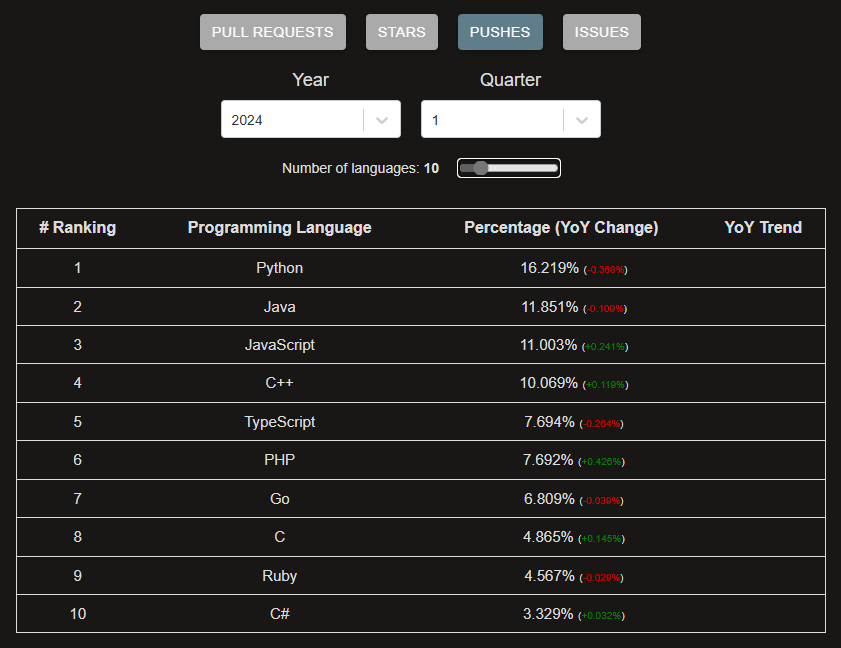 PULL REQUESTS STARS PUSHES ISSUES
Year Quarter
2024 1
Number of languages: 10
# Ranking Programming Language Percentage (YoY Change) YoY Trend
1 Python 16.219% (-0.368%)
2 Java 11.851% (-0.109%)
3 JavaScript 11.003% (+0.241%)
4 C++ 10.069% (+0.119%)
5 TypeScript 7.694% (-0.264%)
6 PHP 7.692% (+0.426%)
7 Go 6.809% (-0.039%)
8 C 4.865% (+0.145%)
9 Ruby 4.567% (-0.029%)
10 C# 3.329% (+0.032%)